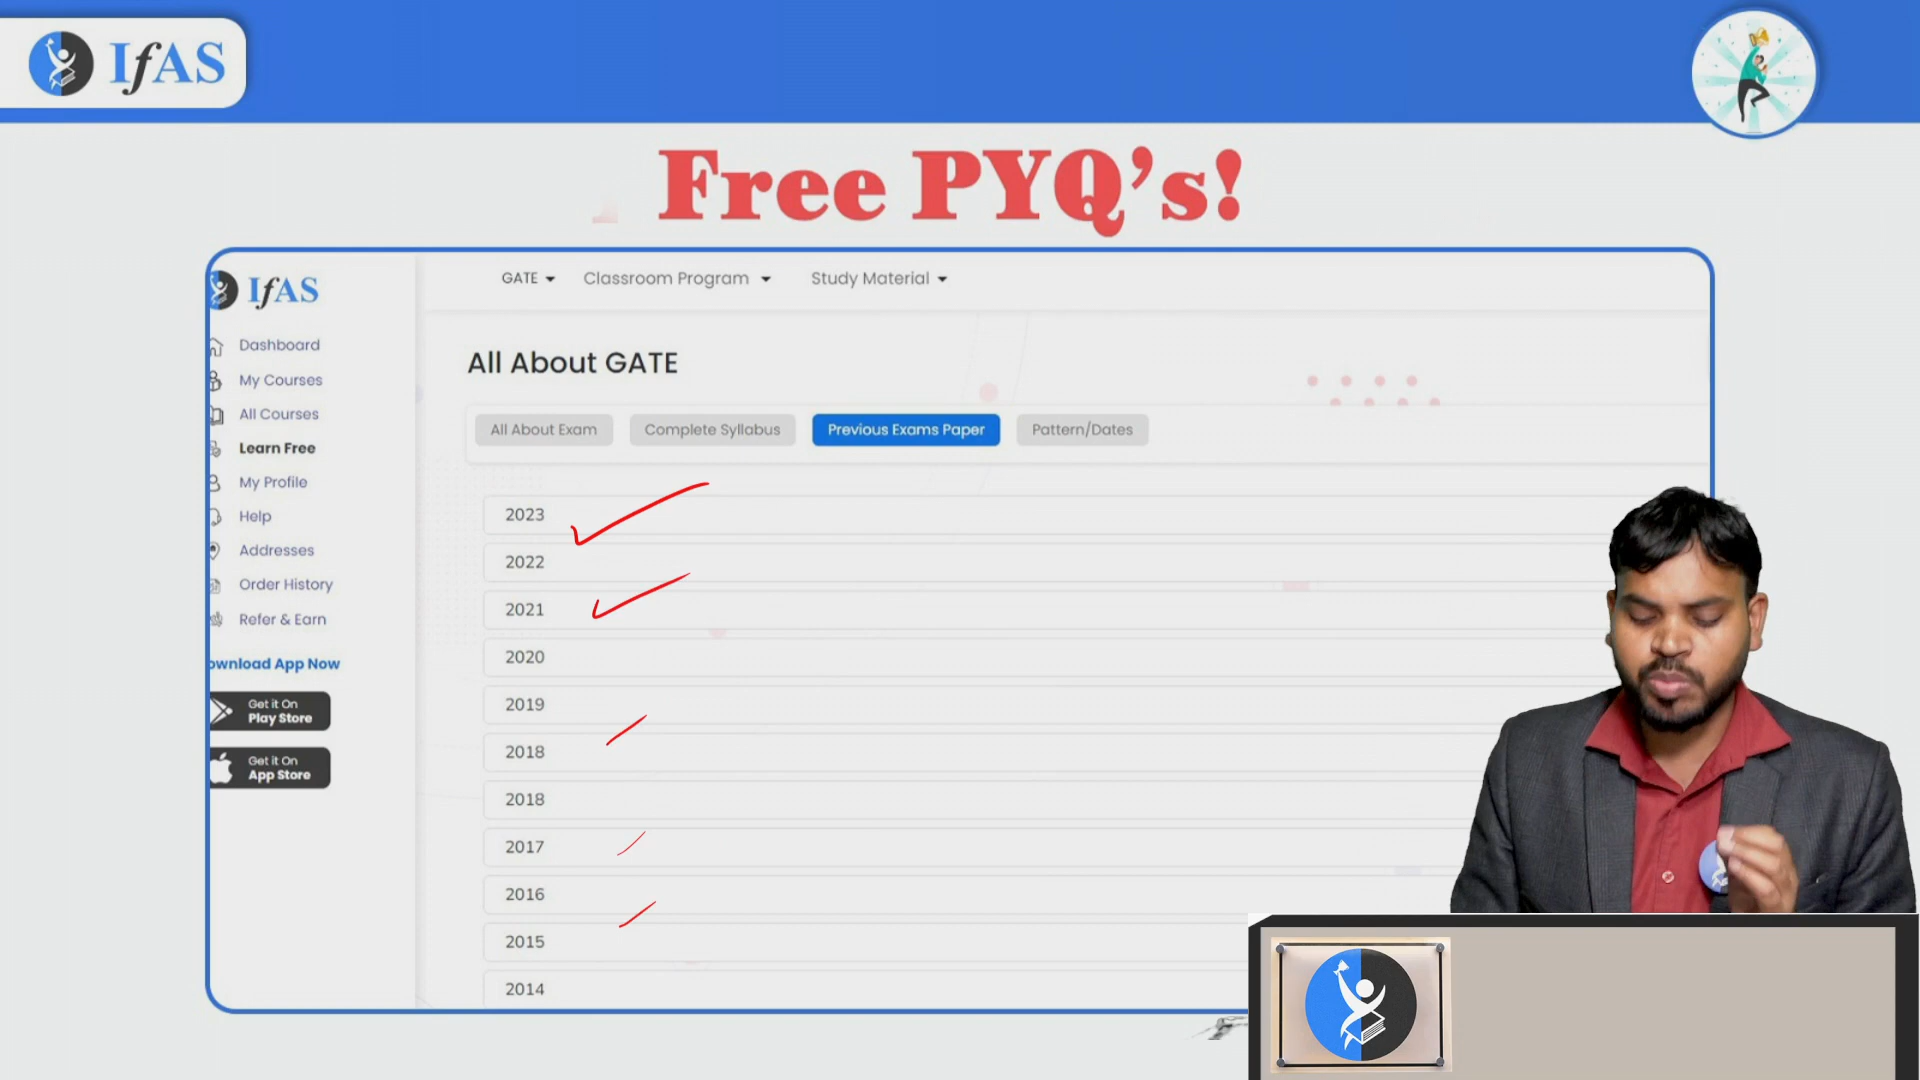 IfAS
Free PYQ's!
IfAS
GATE
Classroom Program
Study Material
Dashboard
My Courses
All Courses
Learn Free
My Profile
Help
Addresses
Order History
Refer & Earn
ownload App Now
Get it On
Play Store
Get it On
App Store
All About GATE
All About Exam
Complete Syllabus
Previous Exams Paper
Pattern/Dates
2023
2022
2021
2020
2019
2018
2018
2017
2016
2015
2014